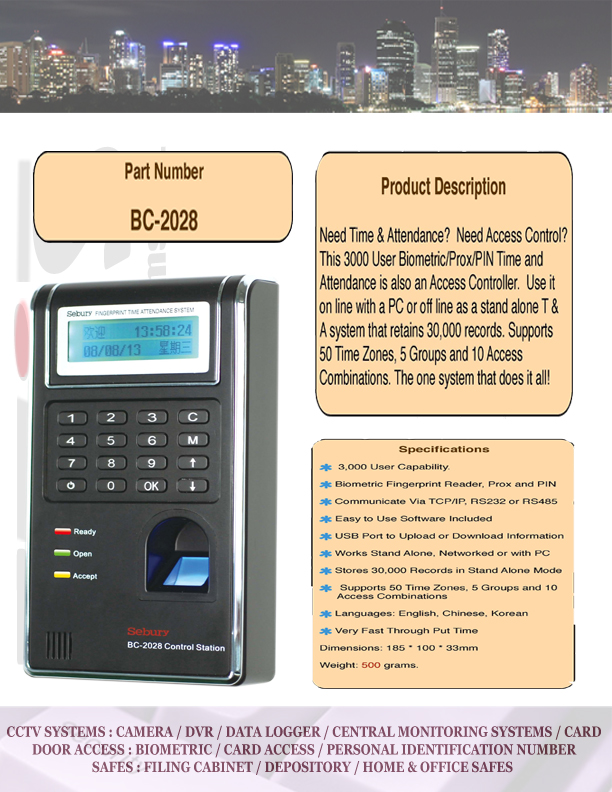 Part Number
BC-2028
Product Description
Need Time & Attendance? Need Access Control?
This 3000 User Biometric/Prox/PIN Time and
Attendance is also an Access Controller. Use it
on line with a PC or off line as a stand alone T &
A system that retains 30,000 records. Supports
50 Time Zones, 5 Groups and 10 Access
Combinations. The one system that does it all!
Sebury FINGERPRINT TIME ATTENDANCE SYSTEM
欢迎 13:58:24
08/08/13 星期三
1 2 3 C
4 5 6 M
7 8 9 ↑
0 OK ↓
Ready
Open
Accept
Sebury
BC-2028 Control Station
Specifications
3,000 User Capability.
Biometric Fingerprint Reader, Prox and PIN
Communicate Via TCP/IP, RS232 or RS485
Easy to Use Software Included
USB Port to Upload or Download Information
Works Stand Alone, Networked or with PC
Stores 30,000 Records in Stand Alone Mode
Supports 50 Time Zones, 5 Groups and 10
Access Combinations
Languages: English, Chinese, Korean
Very Fast Through Put Time
Dimensions: 185 * 100 * 33mm
Weight: 500 grams.
CCTV SYSTEMS : CAMERA / DVR / DATA LOGGER / CENTRAL MONITORING SYSTEMS / CARD
DOOR ACCESS : BIOMETRIC / CARD ACCESS / PERSONAL IDENTIFICATION NUMBER
SAFES : FILING CABINET / DEPOSITORY / HOME & OFFICE SAFES